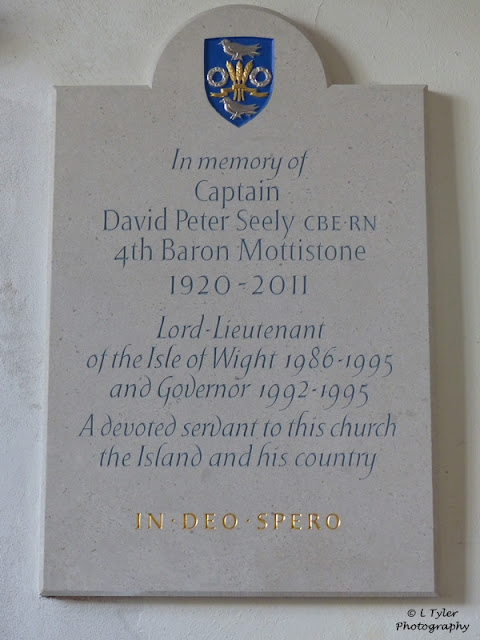 In memory of
Captain
David Peter Seely CBE·RN
4th Baron Mottistone
1920-2011
Lord-Lieutenant
of the Isle of Wight 1986-1995
and Governor 1992-1995
A devoted servant to this church
the Island and his country
IN·DEO·SPERO
© L Tyler
Photography